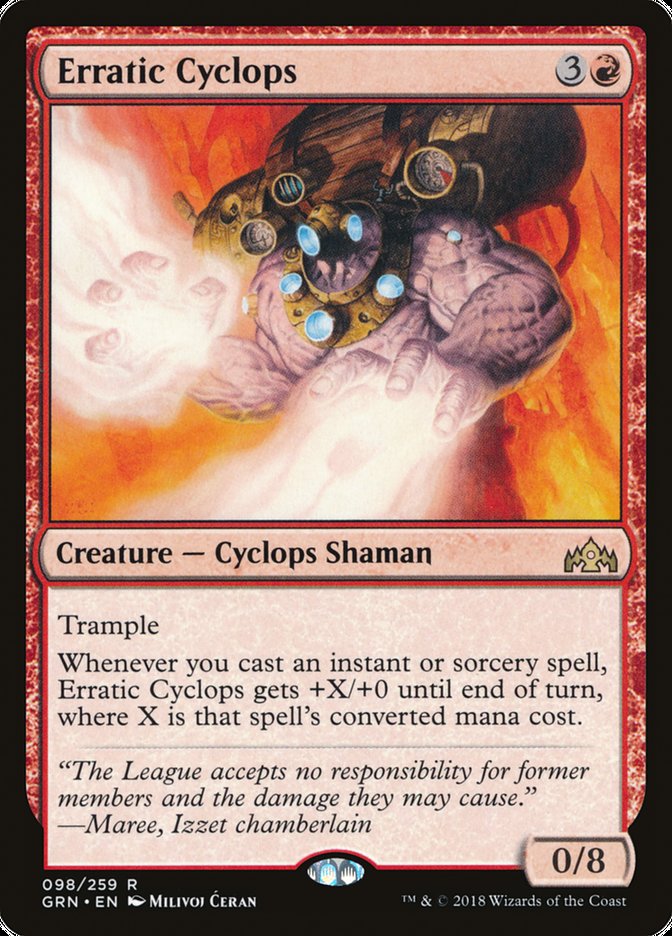 Erratic Cyclops
3
Creature — Cyclops Shaman
Trample
Whenever you cast an instant or sorcery spell,
Erratic Cyclops gets +X/+0 until end of turn,
where X is that spell’s converted mana cost.
“The League accepts no responsibility for former
members and the damage they may cause.”
—Maree, Izzet chamberlain
0/8
098/259 R
GRN • EN Milivoj Ćeran
™ & © 2018 Wizards of the Coast